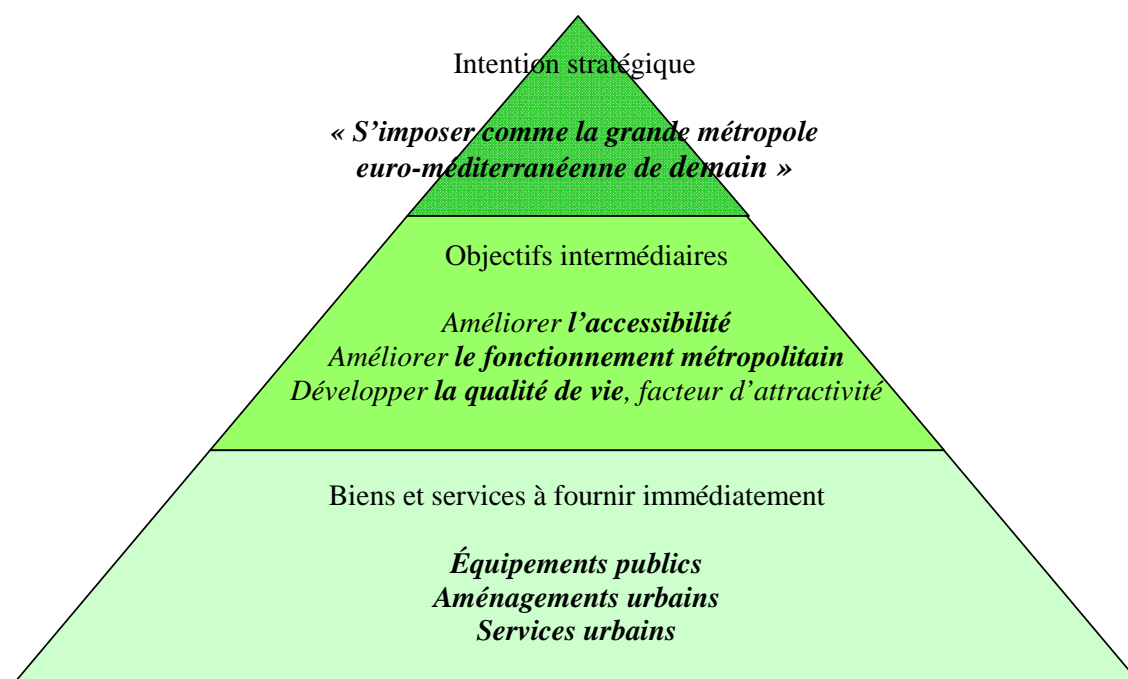 Intention stratégique
« S’imposer comme la grande métropole
euro-méditerranéenne de demain »
Objectifs intermédiaires
Améliorer l’accessibilité
Améliorer le fonctionnement métropolitain
Développer la qualité de vie, facteur d’attractivité
Biens et services à fournir immédiatement
Équipements publics
Aménagements urbains
Services urbains